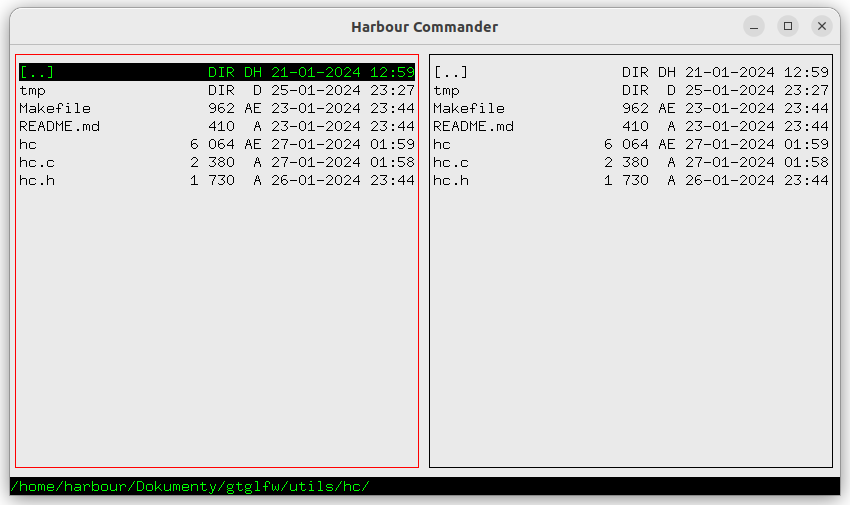 Harbour Commander
[..] DIR DH 21-01-2024 12:59
tmp DIR D 25-01-2024 23:27
Makefile 962 AE 23-01-2024 23:44
README.md 410 A 23-01-2024 23:44
hc 6 064 AE 27-01-2024 01:59
hc.c 2 380 A 27-01-2024 01:58
hc.h 1 730 A 26-01-2024 23:44
[..] DIR DH 21-01-2024 12:59
tmp DIR D 25-01-2024 23:27
Makefile 962 AE 23-01-2024 23:44
README.md 410 A 23-01-2024 23:44
hc 6 064 AE 27-01-2024 01:59
hc.c 2 380 A 27-01-2024 01:58
hc.h 1 730 A 26-01-2024 23:44
/home/harbour/Dokumenty/gtglfw/utils/hc/